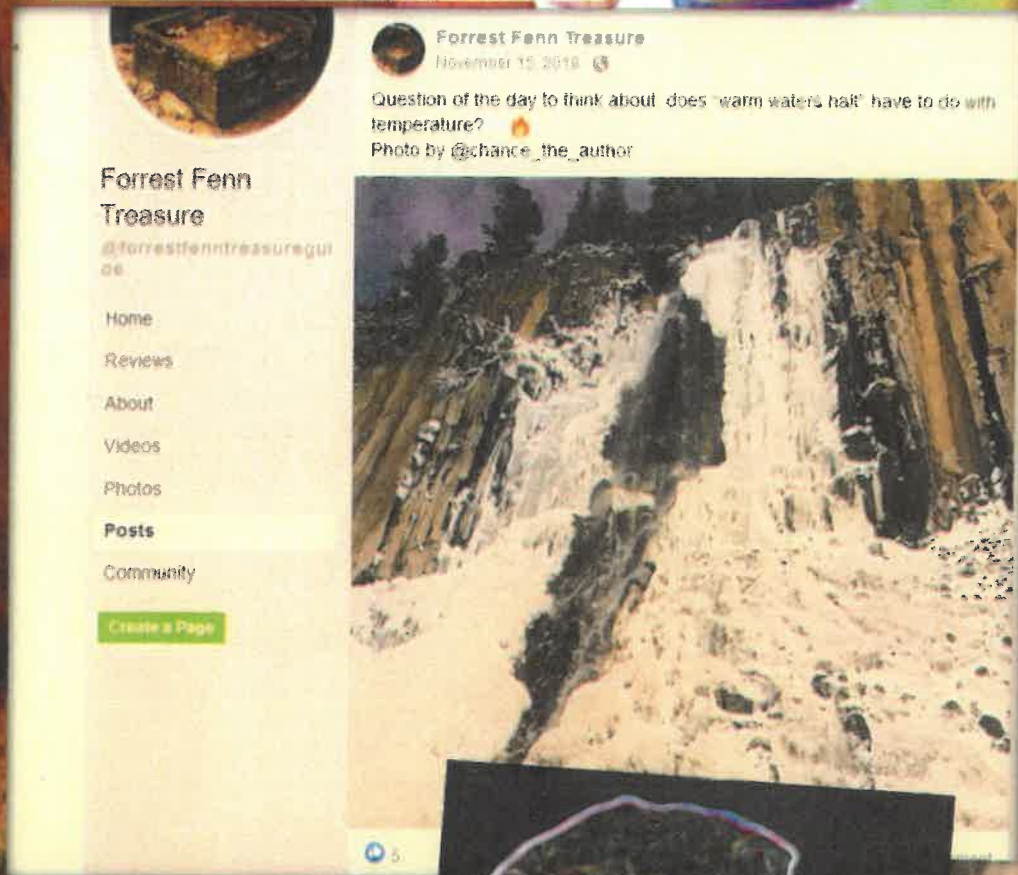 Forrest Fenn Treasure
November 15, 2019
Question of the day to think about does "warm waters halt" have to do with
temperature?
Photo by @chance_the_author
Forrest Fenn
Treasure
@forrestfenntreasuregui
de
Home
Reviews
About
Videos
Photos
Posts
Community
Create a Page
5